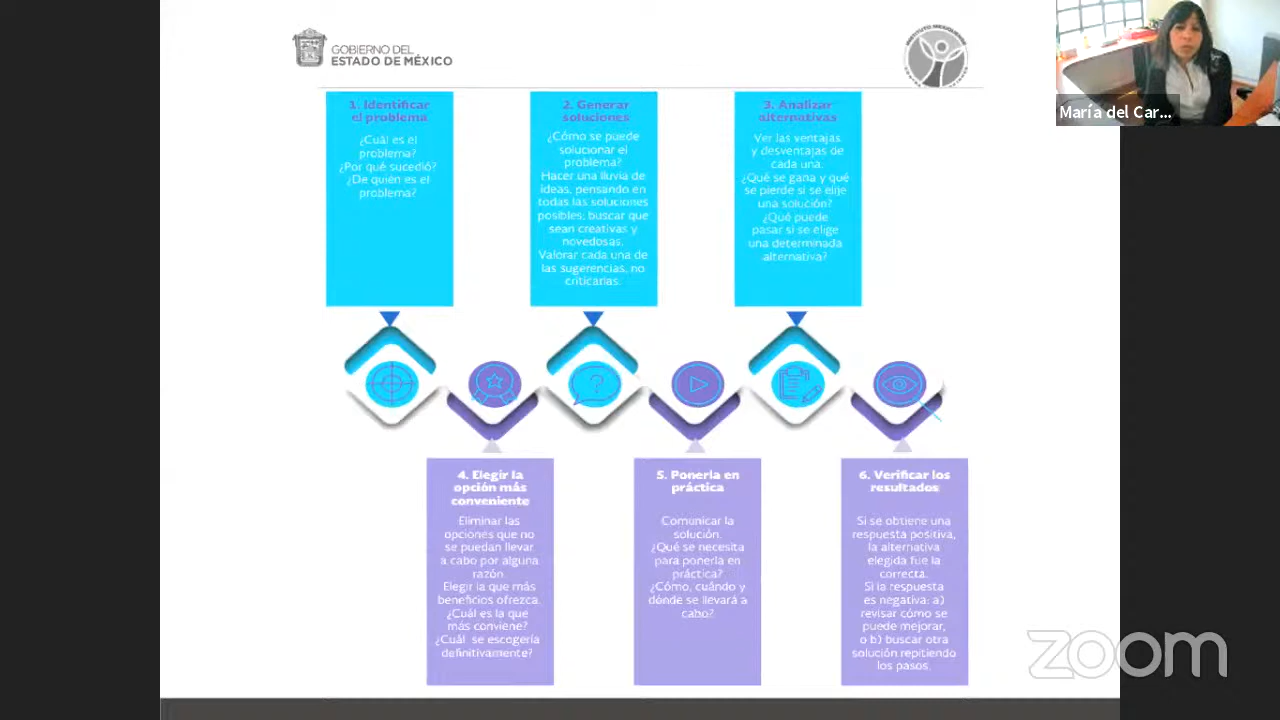 GOBIERNO DEL
ESTADO DE MÉXICO
María del Car...
1. Identificar
el problema
¿Cuál es el
problema?
¿Por qué sucedió?
¿De quién es el
problema?
2. Generar
soluciones
¿Cómo se puede
solucionar el
problema?
Hacer una lluvia de
ideas, pensando en
todas las soluciones
posibles; buscar que
sean creativas y
novedosas.
Valorar cada una de
las sugerencias, no
criticarlas.
3. Analizar
alternativas
Ver las ventajas
y desventajas de
cada una.
¿Qué se gana y qué
se pierde si se elije
una solución?
¿Qué puede
pasar si se elige
una determinada
alternativa?
4. Elegir la
opción más
conveniente
Eliminar las
opciones que no
se puedan llevar
a cabo por alguna
razón.
Elegir la que más
beneficios ofrezca.
¿Cuál es la que
más conviene?
¿Cuál se escogería
definitivamente?
5. Ponerla en
práctica
Comunicar la
solución.
¿Qué se necesita
para ponerla en
práctica?
¿Cómo, cuándo y
dónde se llevará a
cabo?
6. Verificar los
resultados
Si se obtiene una
respuesta positiva,
la alternativa
elegida fue la
correcta.
Si la respuesta
es negativa: a)
revisar cómo se
puede mejorar,
o b) buscar otra
solución repitiendo
los pasos.
zoom